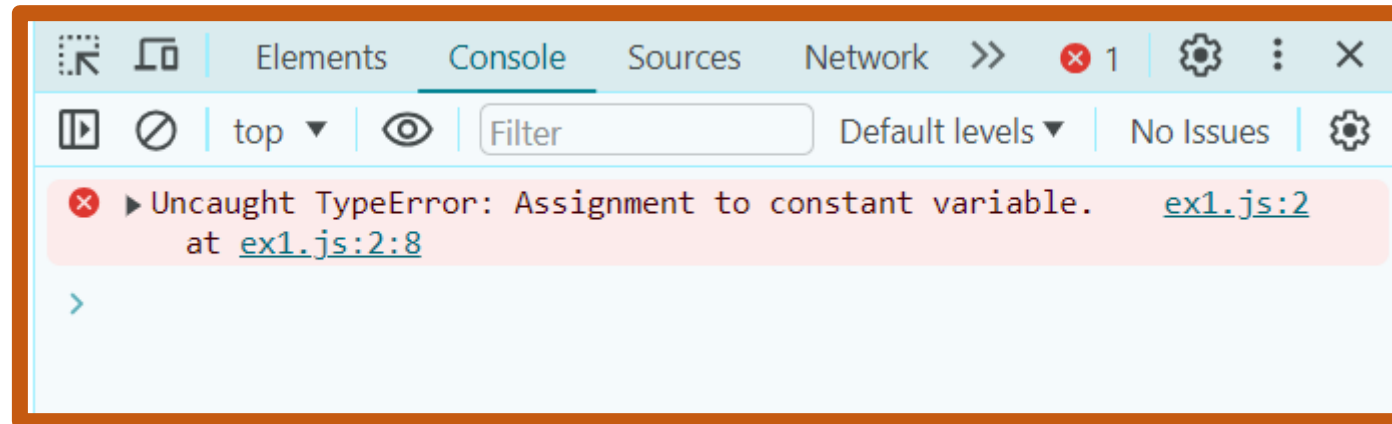 Elements Console Sources Network 1
top Filter Default levels No Issues
Uncaught TypeError: Assignment to constant variable. ex1.js:2
at ex1.js:2:8